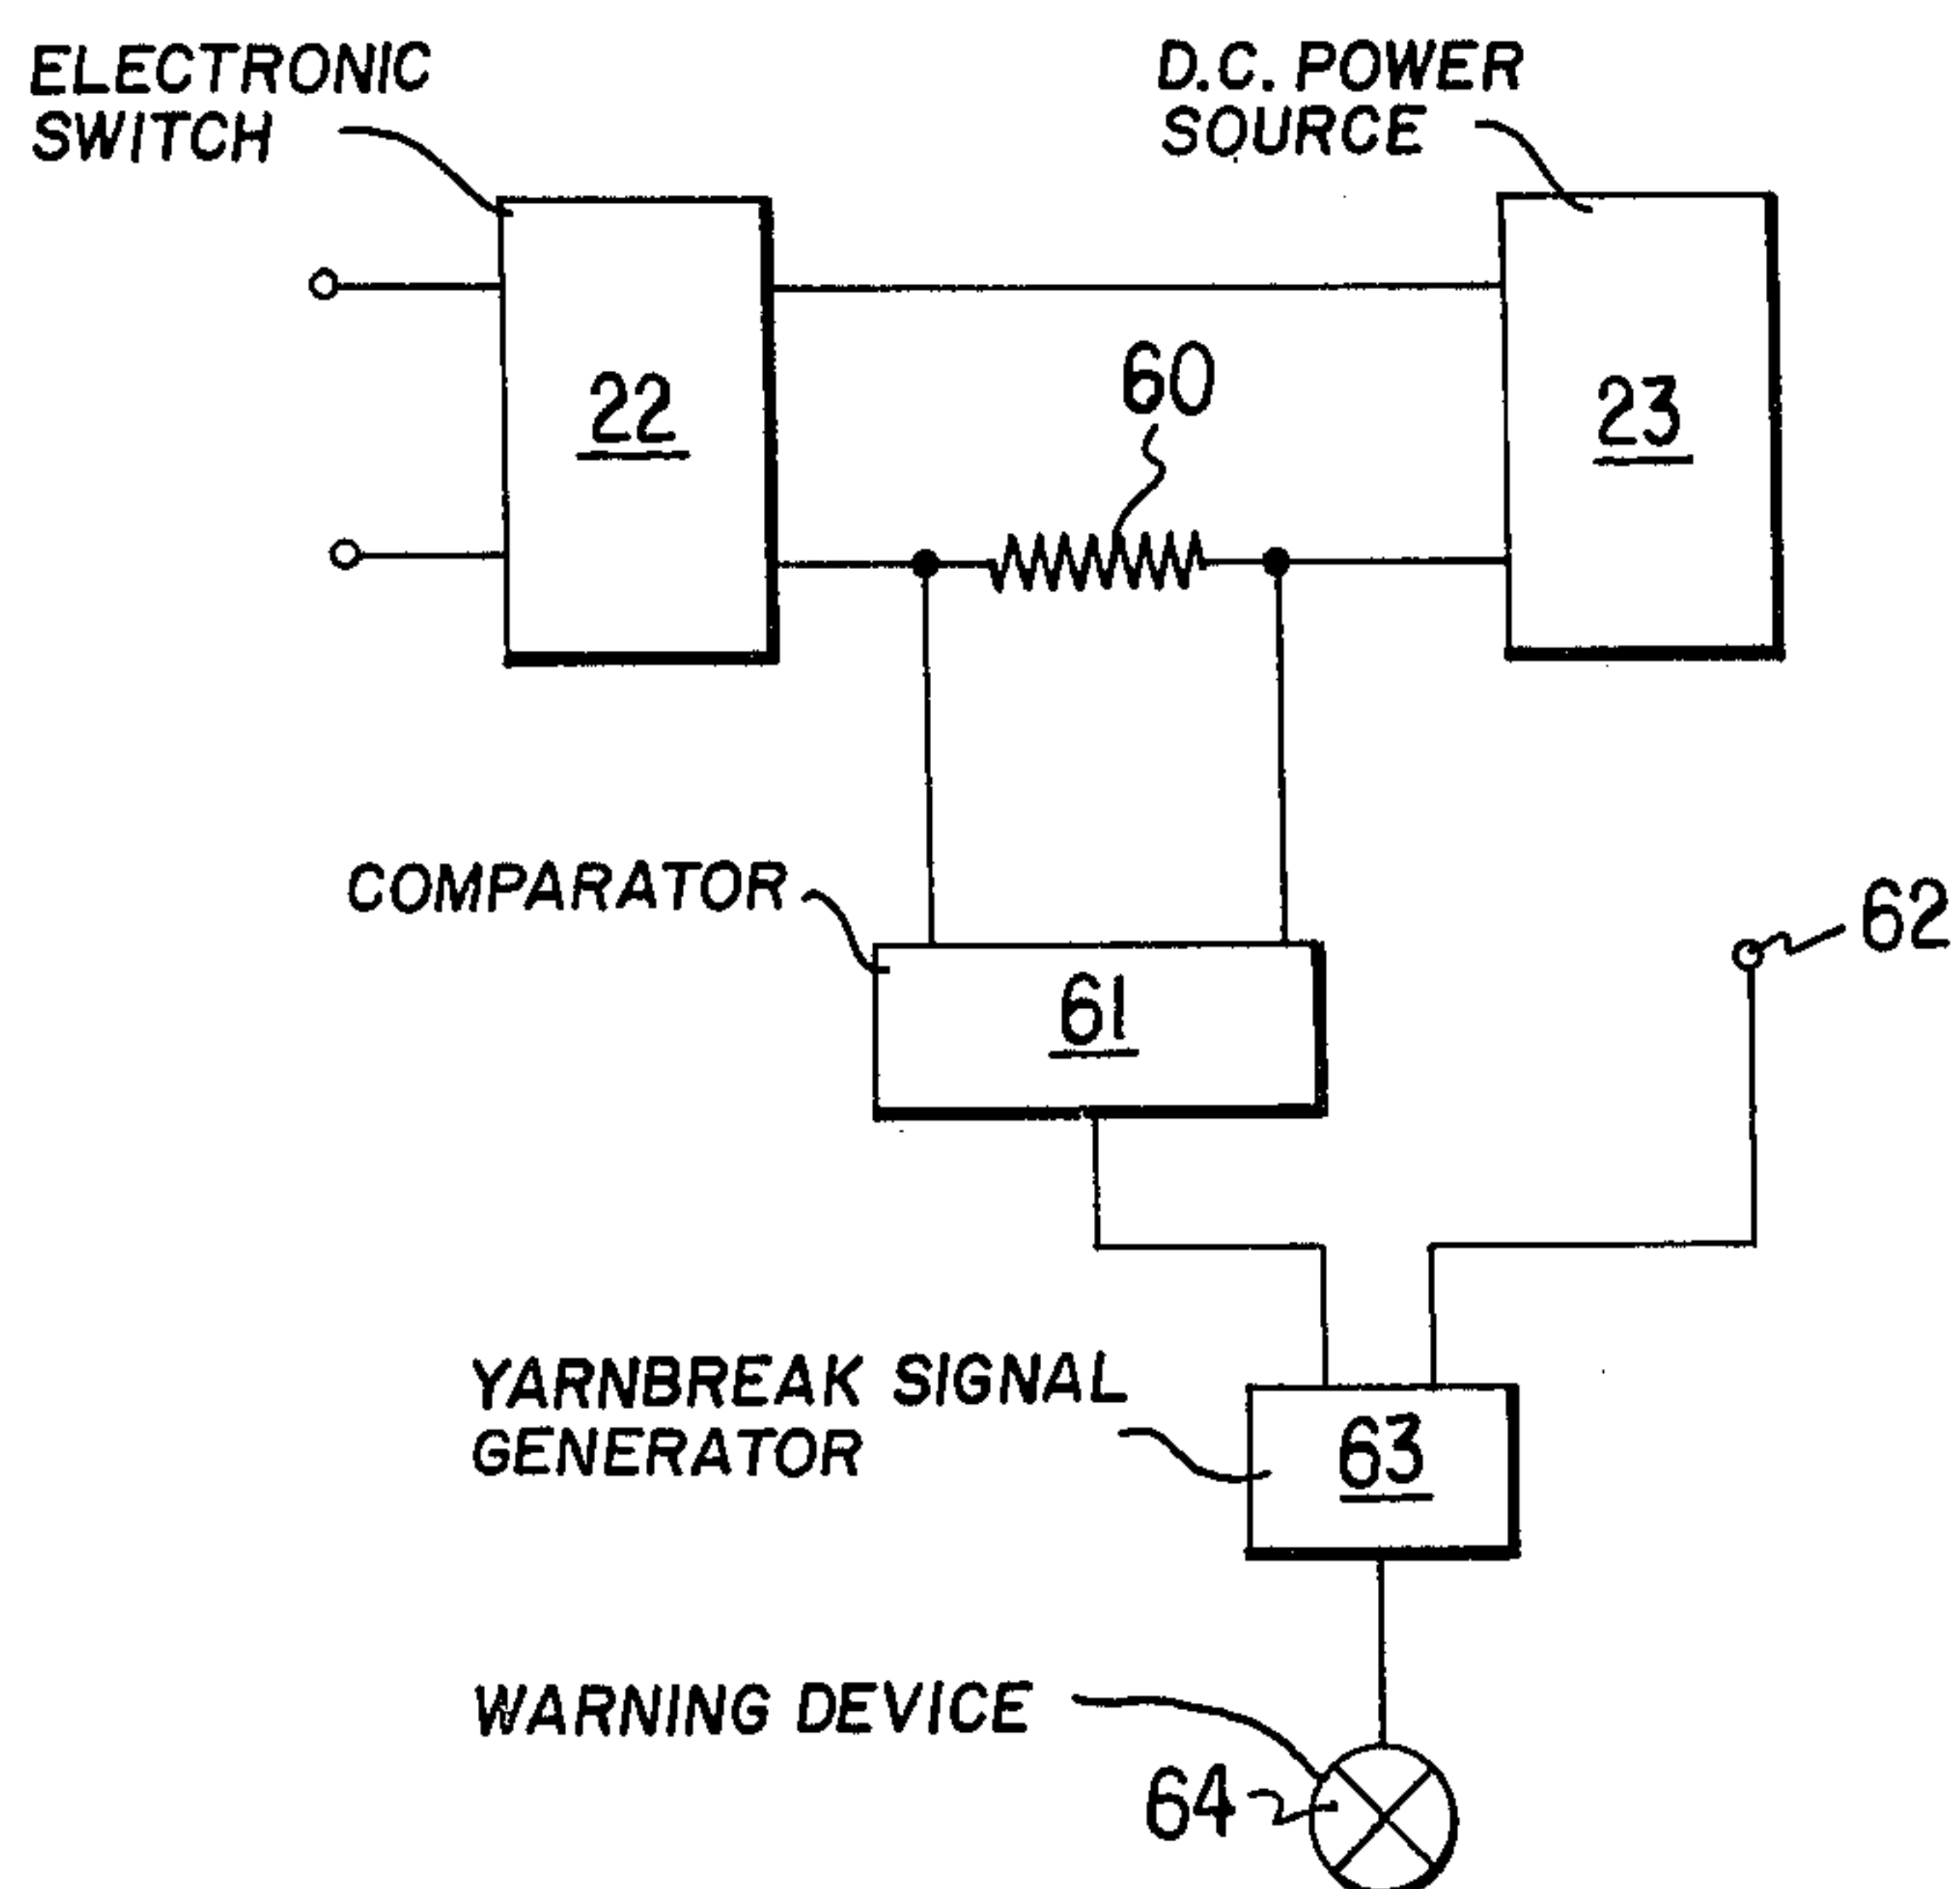 ELECTRONIC
SWITCH
D.C. POWER
SOURCE
22
60
23
COMPARATOR
61
62
YARNBREAK SIGNAL
GENERATOR
63
WARNING DEVICE
64